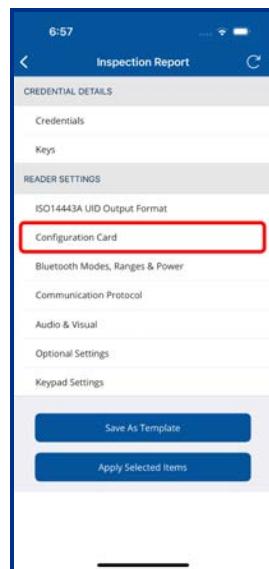 6:57
Inspection Report
CREDENTIAL DETAILS
Credentials
Keys
READER SETTINGS
ISO14443A UID Output Format
Configuration Card
Bluetooth Modes, Ranges & Power
Communication Protocol
Audio & Visual
Optional Settings
Keypad Settings
Save As Template
Apply Selected Items